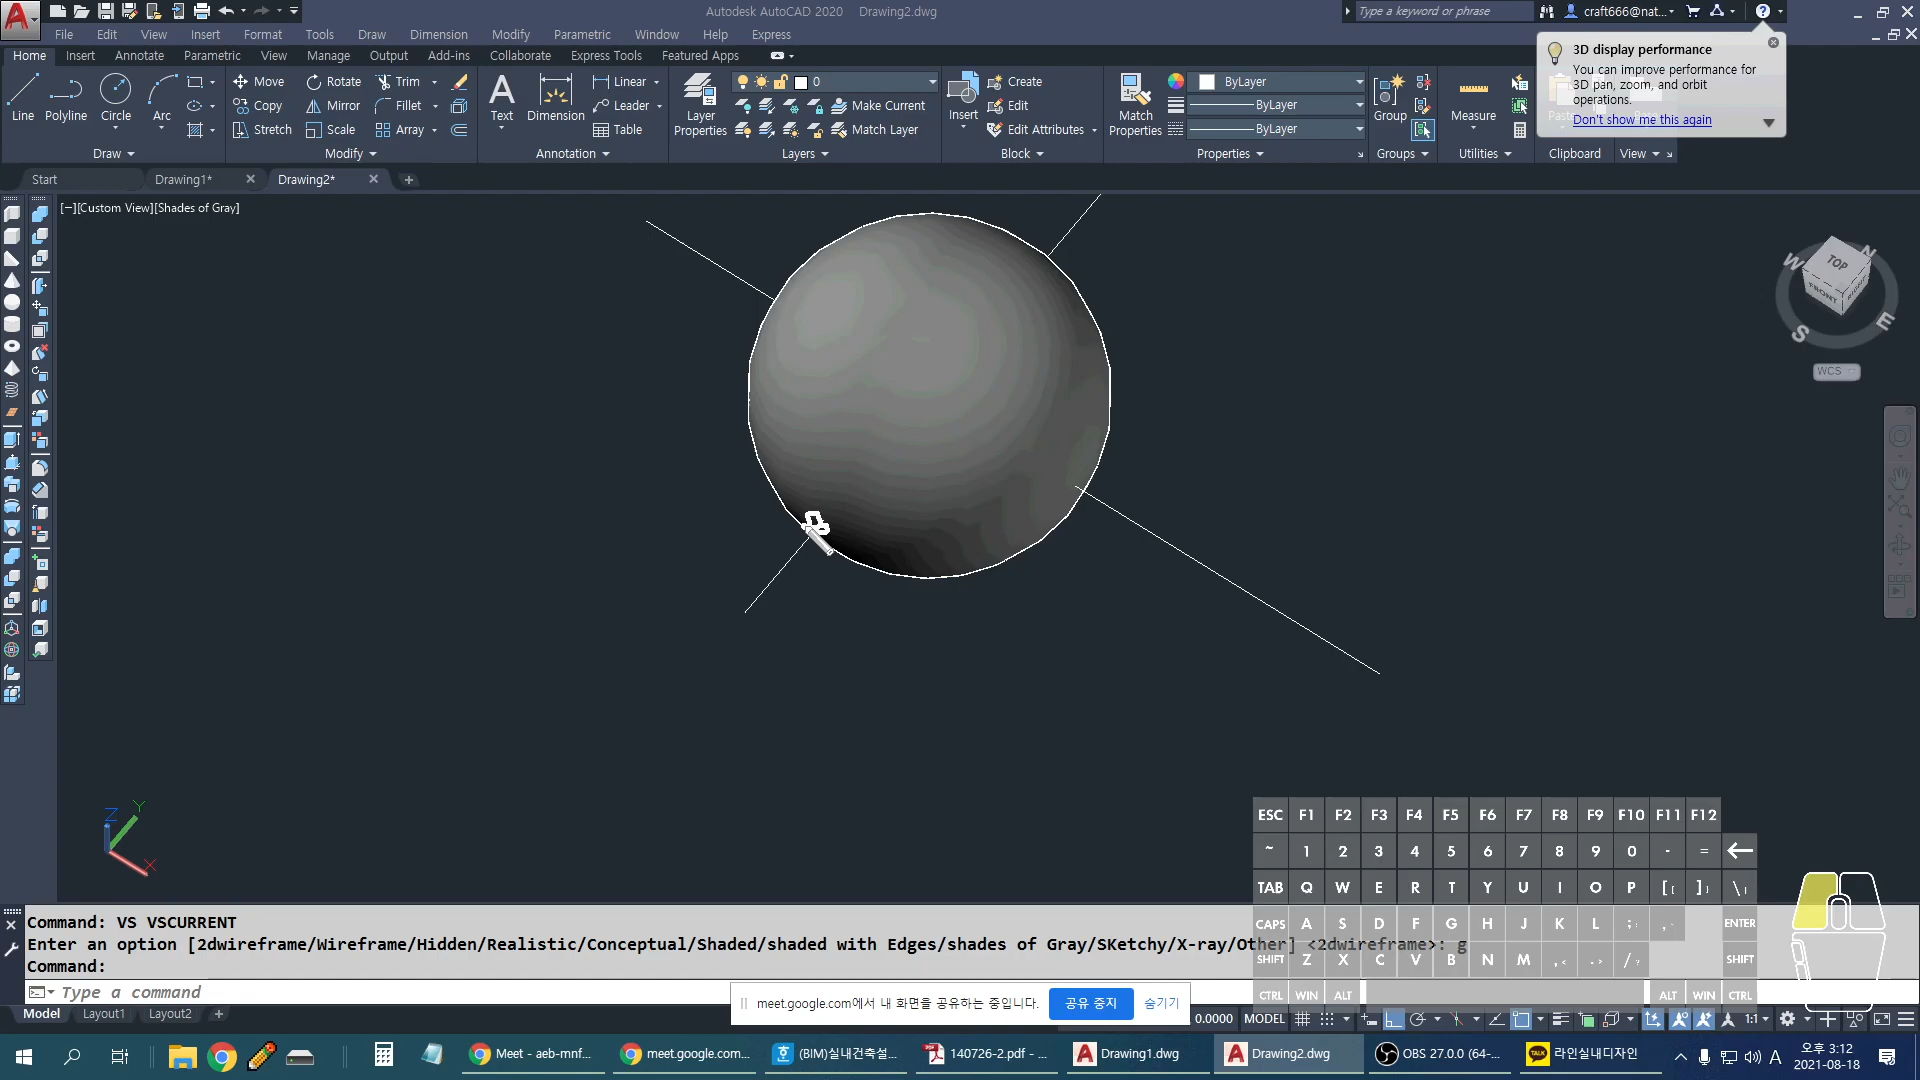 Autodesk AutoCAD 2020 Drawing2.dwg
Type a keyword or phrase
craft666@nat...
File Edit View Insert Format Tools Draw Dimension Modify Parametric Window Help Express
Home Insert Annotate Parametric View Manage Output Add-ins Collaborate Express Tools Featured Apps
3D display performance
You can improve performance for
3D pan, zoom, and orbit
operations.
Don't show me this again
Line Polyline Circle Arc
Move Rotate Trim
Copy Mirror Fillet
Stretch Scale Array
Text Dimension
Linear
Leader
Table
Layer
Properties
0
Make Current
Match Layer
Insert
Create
Edit
Edit Attributes
Match
Properties
ByLayer
ByLayer
ByLayer
Group
Measure
Draw Modify Annotation Layers Block Properties Groups Utilities Clipboard View
Start Drawing1* Drawing2*
[−][Custom View][Shades of Gray]
TOP
FRONT
N
W
S
E
WCS
Z
Y
X
ESC F1 F2 F3 F4 F5 F6 F7 F8 F9 F10 F11 F12
~ 1 2 3 4 5 6 7 8 9 0 - =
TAB Q W E R T Y U I O P [{ ]} \|
CAPS A S D F G H J K L ;: ENTER
SHIFT Z X C V B N M ,< .> /? SHIFT
CTRL WIN ALT ALT WIN CTRL
Command: VS VSCURRENT
Enter an option [2dwireframe/Wireframe/Hidden/Realistic/Conceptual/Shaded/shaded with Edges/shades of Gray/SKetchy/X-ray/Other] <2dwireframe>: g
Command:
Type a command
meet.google.com에서 내 화면을 공유하는 중입니다. 공유 중지 숨기기
Model Layout1 Layout2 +
0.0000 MODEL 1:1
Meet - aeb-mnf...
meet.google.com...
(BIM)실내건축설...
140726-2.pdf - ...
Drawing1.dwg
Drawing2.dwg
OBS 27.0.0 (64-...
TALK
라인실내디자인
A
오후 3:12
2021-08-18